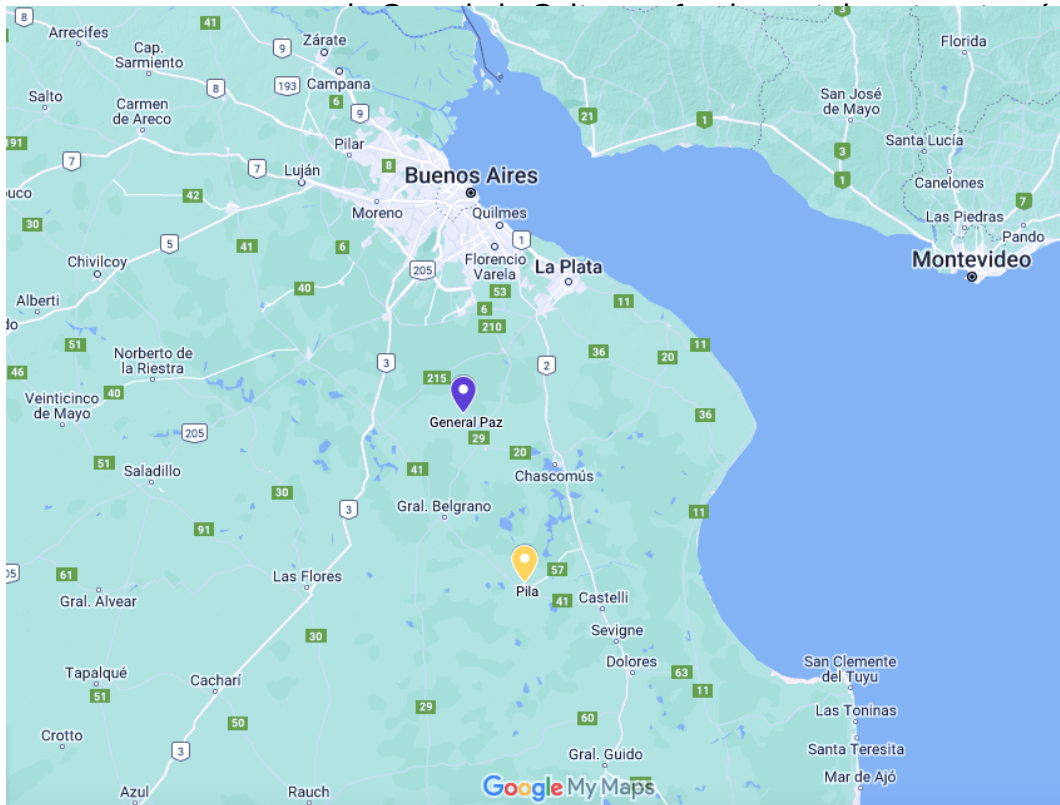 8
41
Arrecifes
Zárate
3
Florida
9
Cap.
Sarmiento
193
Campana
8
6
San José
de Mayo
Salto
Carmen
de Areco
9
21
1
191
Pilar
3
Santa Lucía
7
7
8
Luján
Buenos Aires
1
Canelones
42
Moreno
Quilmes
7
30
Las Piedras
Pando
5
41
6
1
Florencio
Varela
Montevideo
Chivilcoy
205
La Plata
40
53
11
Alberti
6
210
51
Norberto de
la Riestra
3
2
36
20
11
46
215
Veinticinco
de Mayo
40
General Paz
36
205
29
51
20
Saladillo
41
Chascomús
30
Gral. Belgrano
3
11
91
61
Las Flores
57
Gral. Alvear
Pila
41
Castelli
30
Sevigne
Tapalqué
Dolores
63
San Clemente
del Tuyu
51
Cacharí
11
29
Las Toninas
50
60
Crotto
3
Gral. Guido
Santa Teresita
Google My Maps
Mar de Ajó
Azul
Rauch